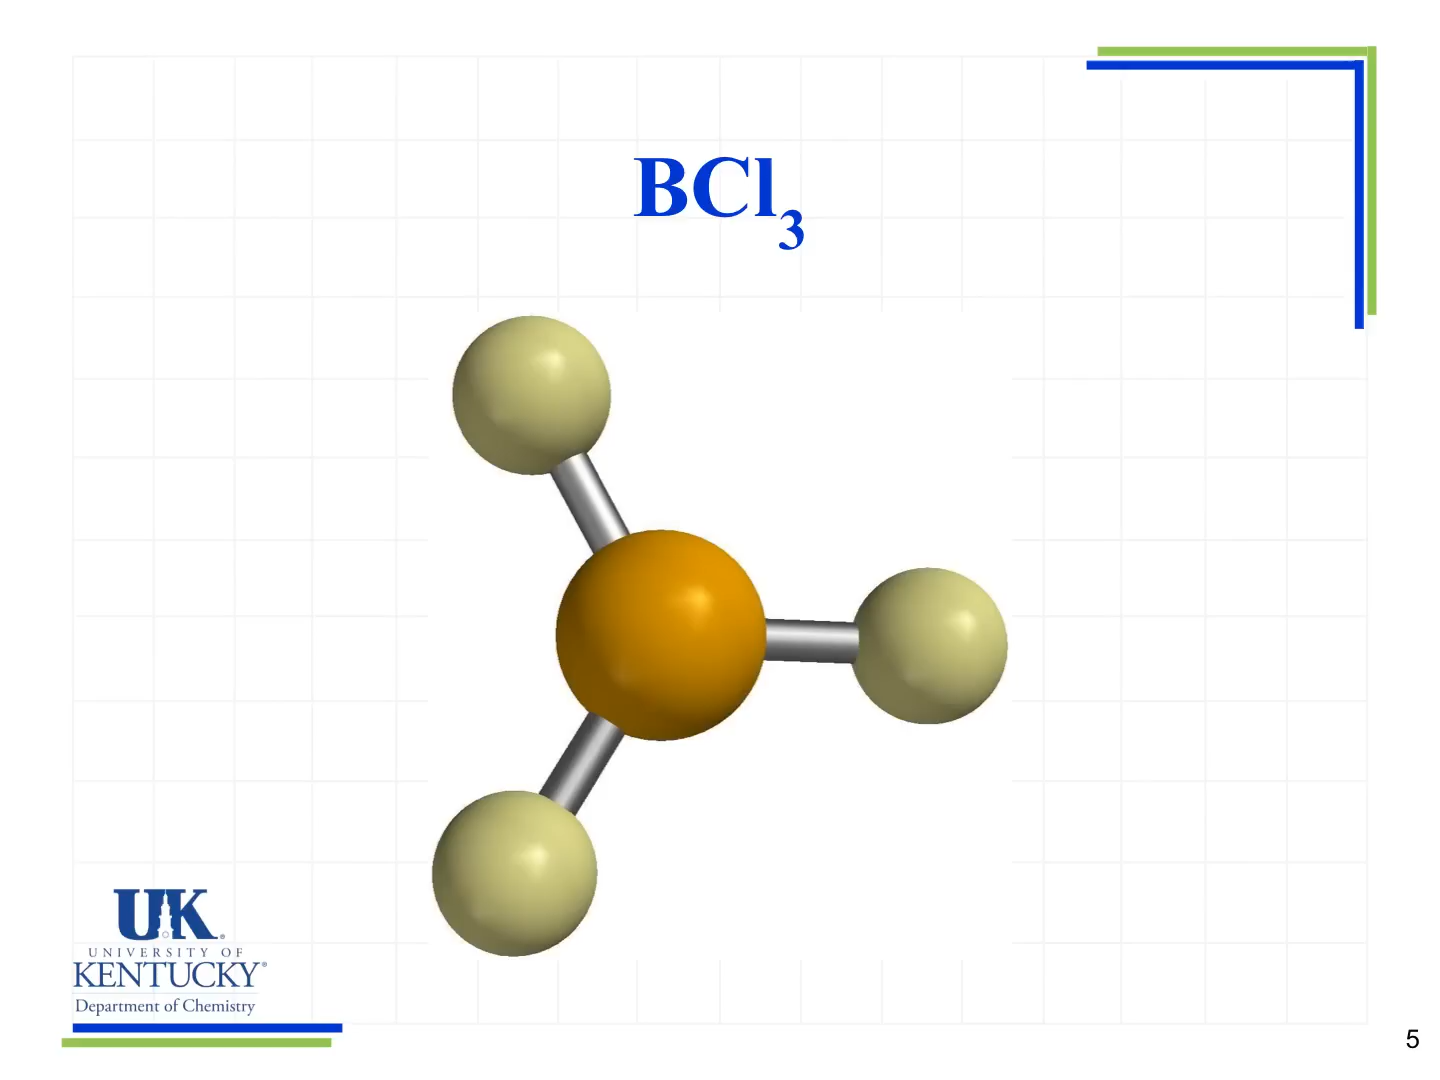 BCl₃
UK®
UNIVERSITY OF
KENTUCKY®
Department of Chemistry
5